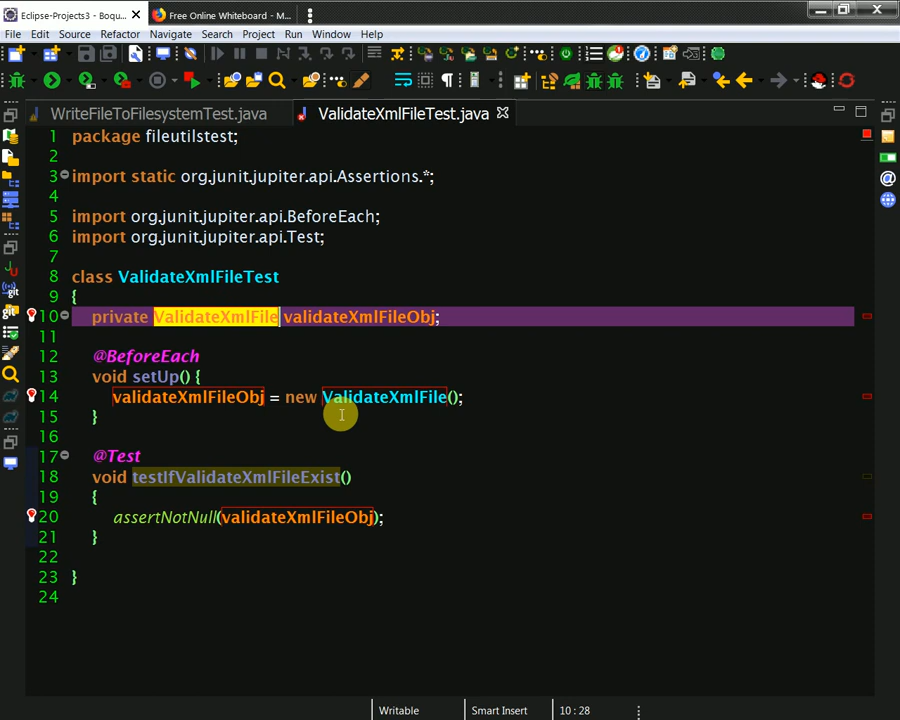 Eclipse-Projects3 - Boqu...
Free Online Whiteboard - M...
File Edit Source Refactor Navigate Search Project Run Window Help
WriteFileToFilesystemTest.java
ValidateXmlFileTest.java
1 package fileutilstest;
2
3 import static org.junit.jupiter.api.Assertions.*;
4
5 import org.junit.jupiter.api.BeforeEach;
6 import org.junit.jupiter.api.Test;
7
8 class ValidateXmlFileTest
9 {
10 private ValidateXmlFile validateXmlFileObj;
11
12 @BeforeEach
13 void setUp() {
14 validateXmlFileObj = new ValidateXmlFile();
15 }
16
17 @Test
18 void testIfValidateXmlFileExist()
19 {
20 assertNotNull(validateXmlFileObj);
21 }
22
23 }
24
Writable Smart Insert 10 : 28